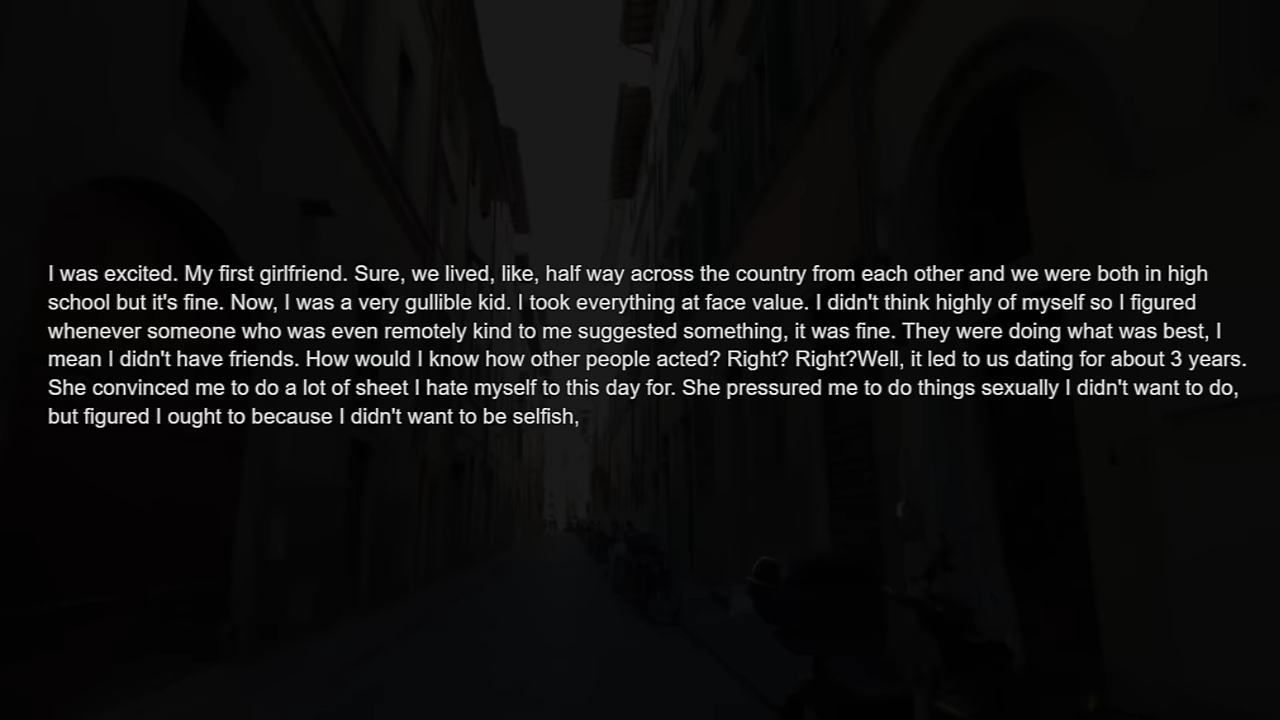 I was excited. My first girlfriend. Sure, we lived, like, half way across the country from each other and we were both in high
school but it's fine. Now, I was a very gullible kid. I took everything at face value. I didn't think highly of myself so I figured
whenever someone who was even remotely kind to me suggested something, it was fine. They were doing what was best, I
mean I didn't have friends. How would I know how other people acted? Right? Right?Well, it led to us dating for about 3 years.
She convinced me to do a lot of sheet I hate myself to this day for. She pressured me to do things sexually I didn't want to do,
but figured I ought to because I didn't want to be selfish,